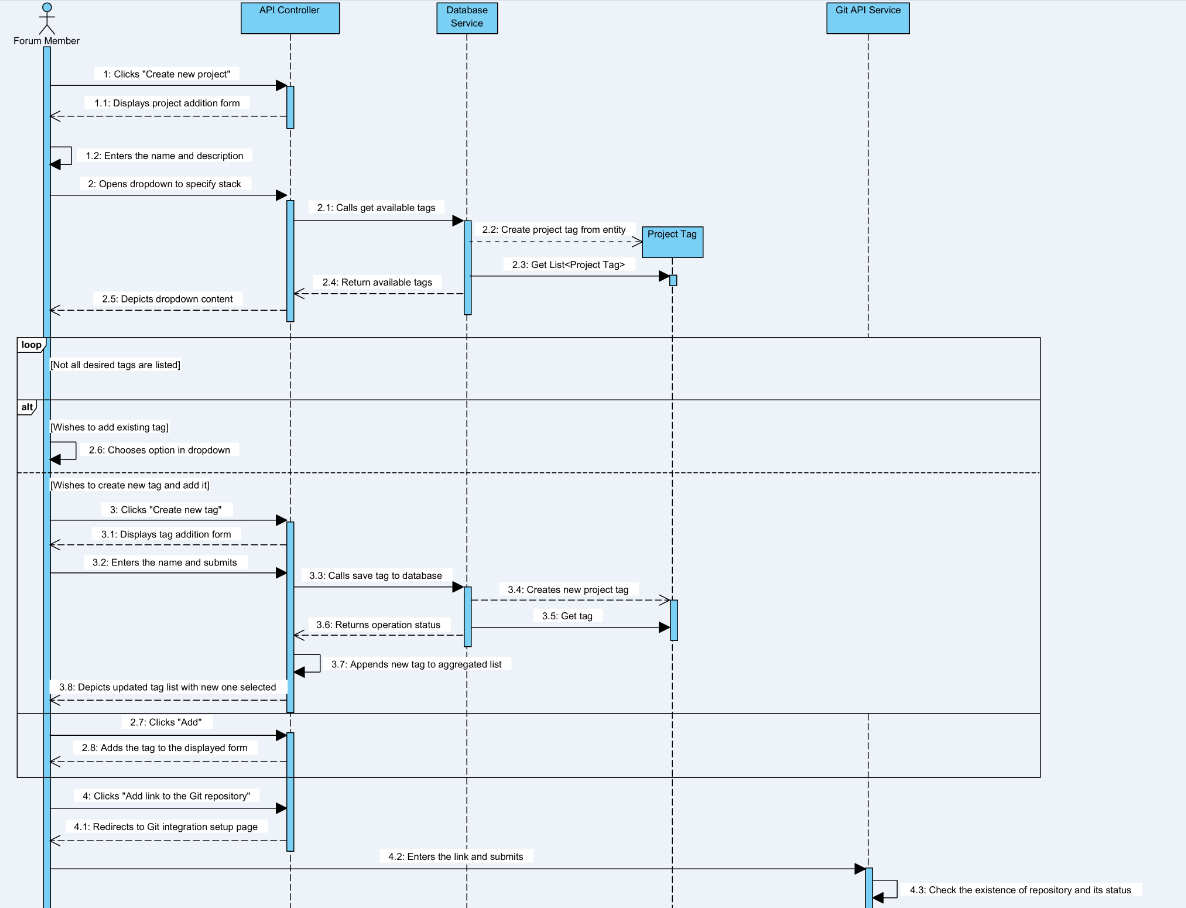 Forum Member
API Controller
Database
Service
Git API Service
1: Clicks "Create new project"
1.1: Displays project addition form
1.2: Enters the name and description
2: Opens dropdown to specify stack
2.1: Calls get available tags
2.2: Create project tag from entity
Project Tag
2.3: Get List<Project Tag>
2.4: Return available tags
2.5: Depicts dropdown content
loop
[Not all desired tags are listed]
alt
[Wishes to add existing tag]
2.6: Chooses option in dropdown
[Wishes to create new tag and add it]
3: Clicks "Create new tag"
3.1: Displays tag addition form
3.2: Enters the name and submits
3.3: Calls save tag to database
3.4: Creates new project tag
3.5: Get tag
3.6: Returns operation status
3.7: Appends new tag to aggregated list
3.8: Depicts updated tag list with new one selected
2.7: Clicks "Add"
2.8: Adds the tag to the displayed form
4: Clicks "Add link to the Git repository"
4.1: Redirects to Git integration setup page
4.2: Enters the link and submits
4.3: Check the existence of repository and its status